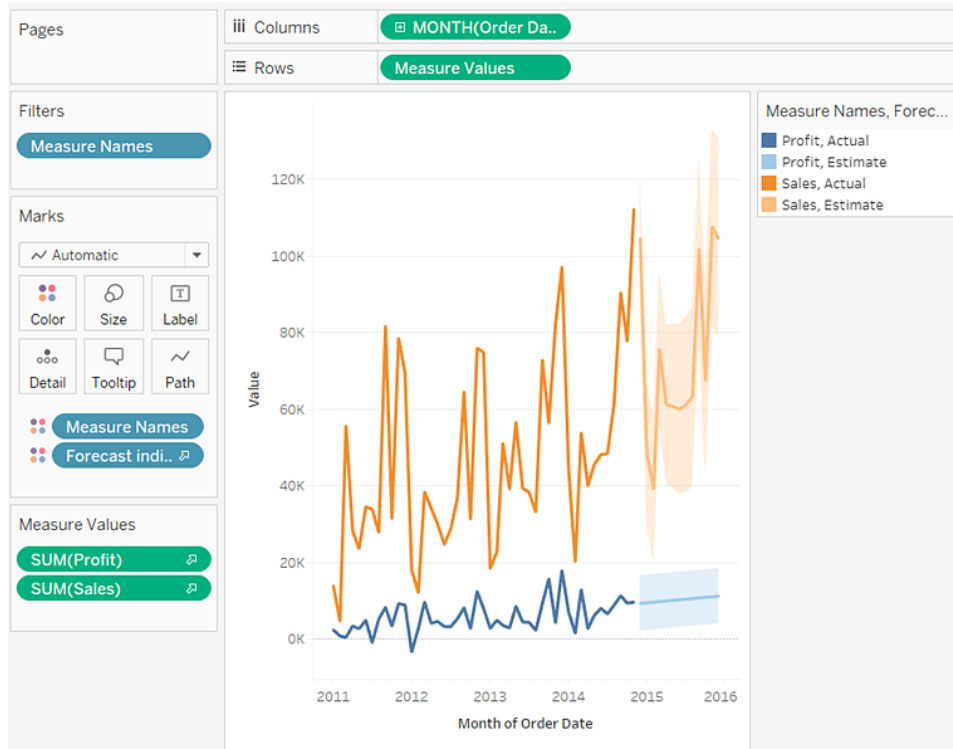 Pages
Columns
MONTH(Order Da..
Rows
Measure Values
Filters
Measure Names
Marks
Automatic
Color
Size
Label
Detail
Tooltip
Path
Measure Names
Forecast indi..
Measure Values
SUM(Profit)
SUM(Sales)
Value
120K
100K
80K
60K
40K
20K
0K
2011
2012
2013
2014
2015
2016
Month of Order Date
Measure Names, Forec...
Profit, Actual
Profit, Estimate
Sales, Actual
Sales, Estimate